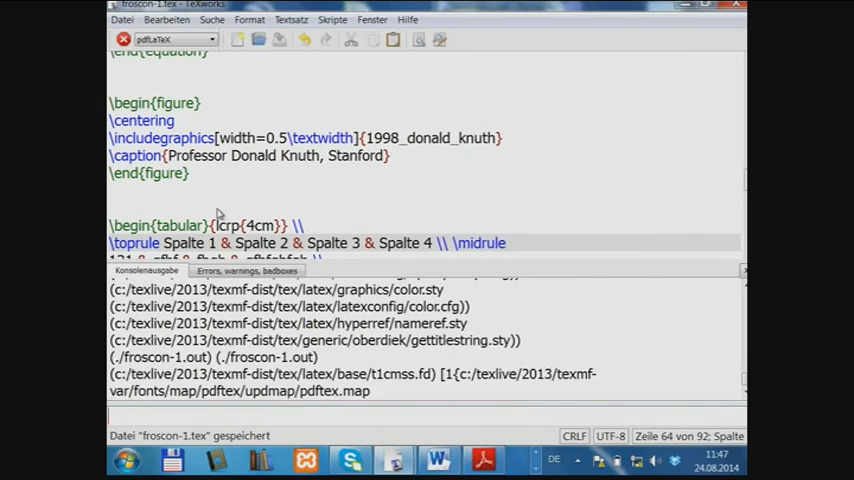 froscon-1.tex - TeXworks
Datei Bearbeiten Suche Format Textsatz Skripte Fenster Hilfe
pdfLaTeX
\end{equation}
\begin{figure}
\centering
\includegraphics[width=0.5\textwidth]{1998_donald_knuth}
\caption{Professor Donald Knuth, Stanford}
\end{figure}
\begin{tabular}{lcrp{4cm}} \\
\toprule Spalte 1 & Spalte 2 & Spalte 3 & Spalte 4 \\ \midrule
Konsolenausgabe Errors, warnings, badboxes
(c:/texlive/2013/texmf-dist/tex/latex/graphics/color.sty
(c:/texlive/2013/texmf-dist/tex/latex/latexconfig/color.cfg))
(c:/texlive/2013/texmf-dist/tex/latex/hyperref/nameref.sty
(c:/texlive/2013/texmf-dist/tex/generic/oberdiek/gettitlestring.sty))
(./froscon-1.out) (./froscon-1.out)
(c:/texlive/2013/texmf-dist/tex/latex/base/t1cmss.fd) [1{c:/texlive/2013/texmf-
var/fonts/map/pdftex/updmap/pdftex.map
Datei "froscon-1.tex" gespeichert CRLF UTF-8 Zeile 64 von 92; Spalte
DE 11:47
24.08.2014